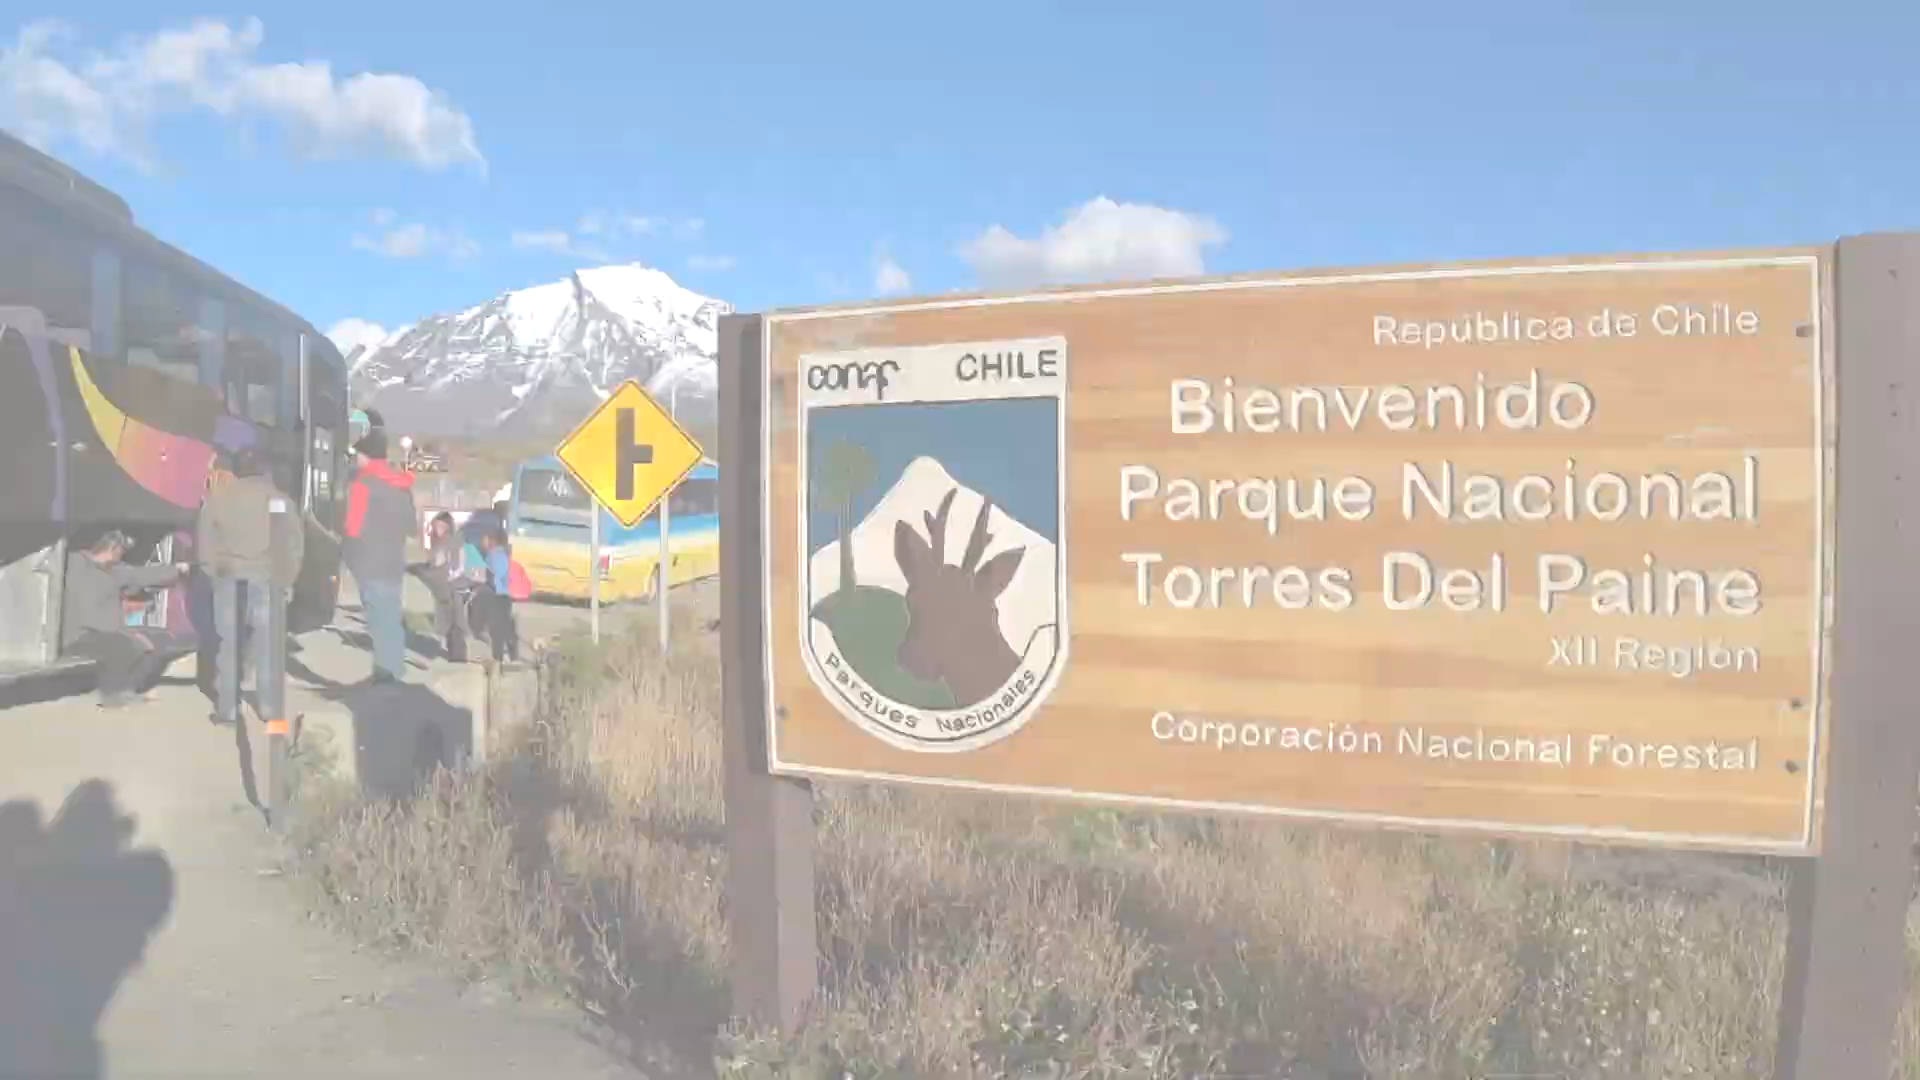 República de Chile
conaf CHILE
Bienvenido
Parque Nacional
Torres Del Paine
XII Región
Parques Nacionales
Corporación Nacional Forestal